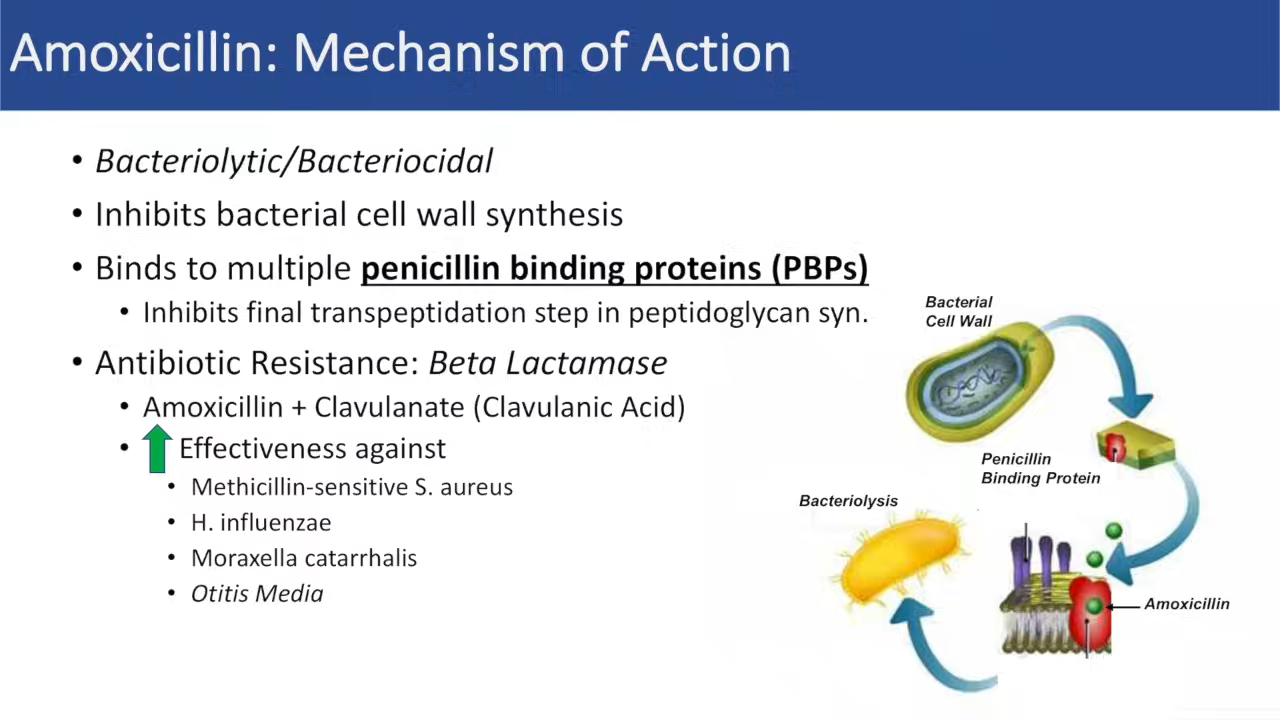 Amoxicillin: Mechanism of Action
• Bacteriolytic/Bacteriocidal
• Inhibits bacterial cell wall synthesis
• Binds to multiple penicillin binding proteins (PBPs)
• Inhibits final transpeptidation step in peptidoglycan syn.
• Antibiotic Resistance: Beta Lactamase
• Amoxicillin + Clavulanate (Clavulanic Acid)
• Effectiveness against
• Methicillin-sensitive S. aureus
• H. influenzae
• Moraxella catarrhalis
• Otitis Media
Bacterial
Cell Wall
Penicillin
Binding Protein
Bacteriolysis
Amoxicillin